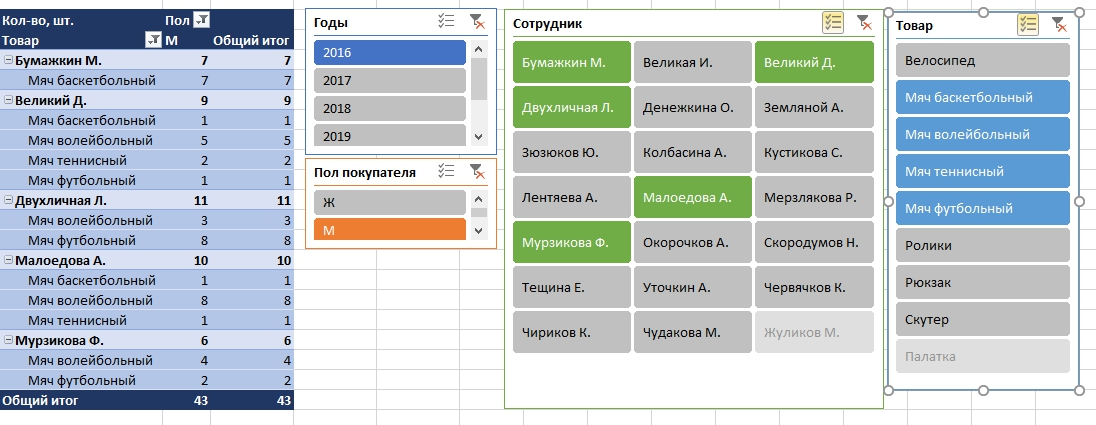 Кол-во, шт. Пол
Товар М Общий итог
Бумажкин М. 7 7
Мяч баскетбольный 7 7
Великий Д. 9 9
Мяч баскетбольный 1 1
Мяч волейбольный 5 5
Мяч теннисный 2 2
Мяч футбольный 1 1
Двухличная Л. 11 11
Мяч волейбольный 3 3
Мяч футбольный 8 8
Малоедова А. 10 10
Мяч баскетбольный 1 1
Мяч волейбольный 8 8
Мяч теннисный 1 1
Мурзикова Ф. 6 6
Мяч волейбольный 4 4
Мяч футбольный 2 2
Общий итог 43 43
Годы
2016
2017
2018
2019
Пол покупателя
Ж
М
Сотрудник
Бумажкин М. Великая И. Великий Д.
Двухличная Л. Денежкина О. Земляной А.
Зюзюков Ю. Колбасина А. Кустикова С.
Лентяева А. Малоедова А. Мерзлякова Р.
Мурзикова Ф. Окорочков А. Скородумов Н.
Тещина Е. Уточкин А. Червячков К.
Чириков К. Чудакова М. Жуликов М.
Товар
Велосипед
Мяч баскетбольный
Мяч волейбольный
Мяч теннисный
Мяч футбольный
Ролики
Рюкзак
Скутер
Палатка